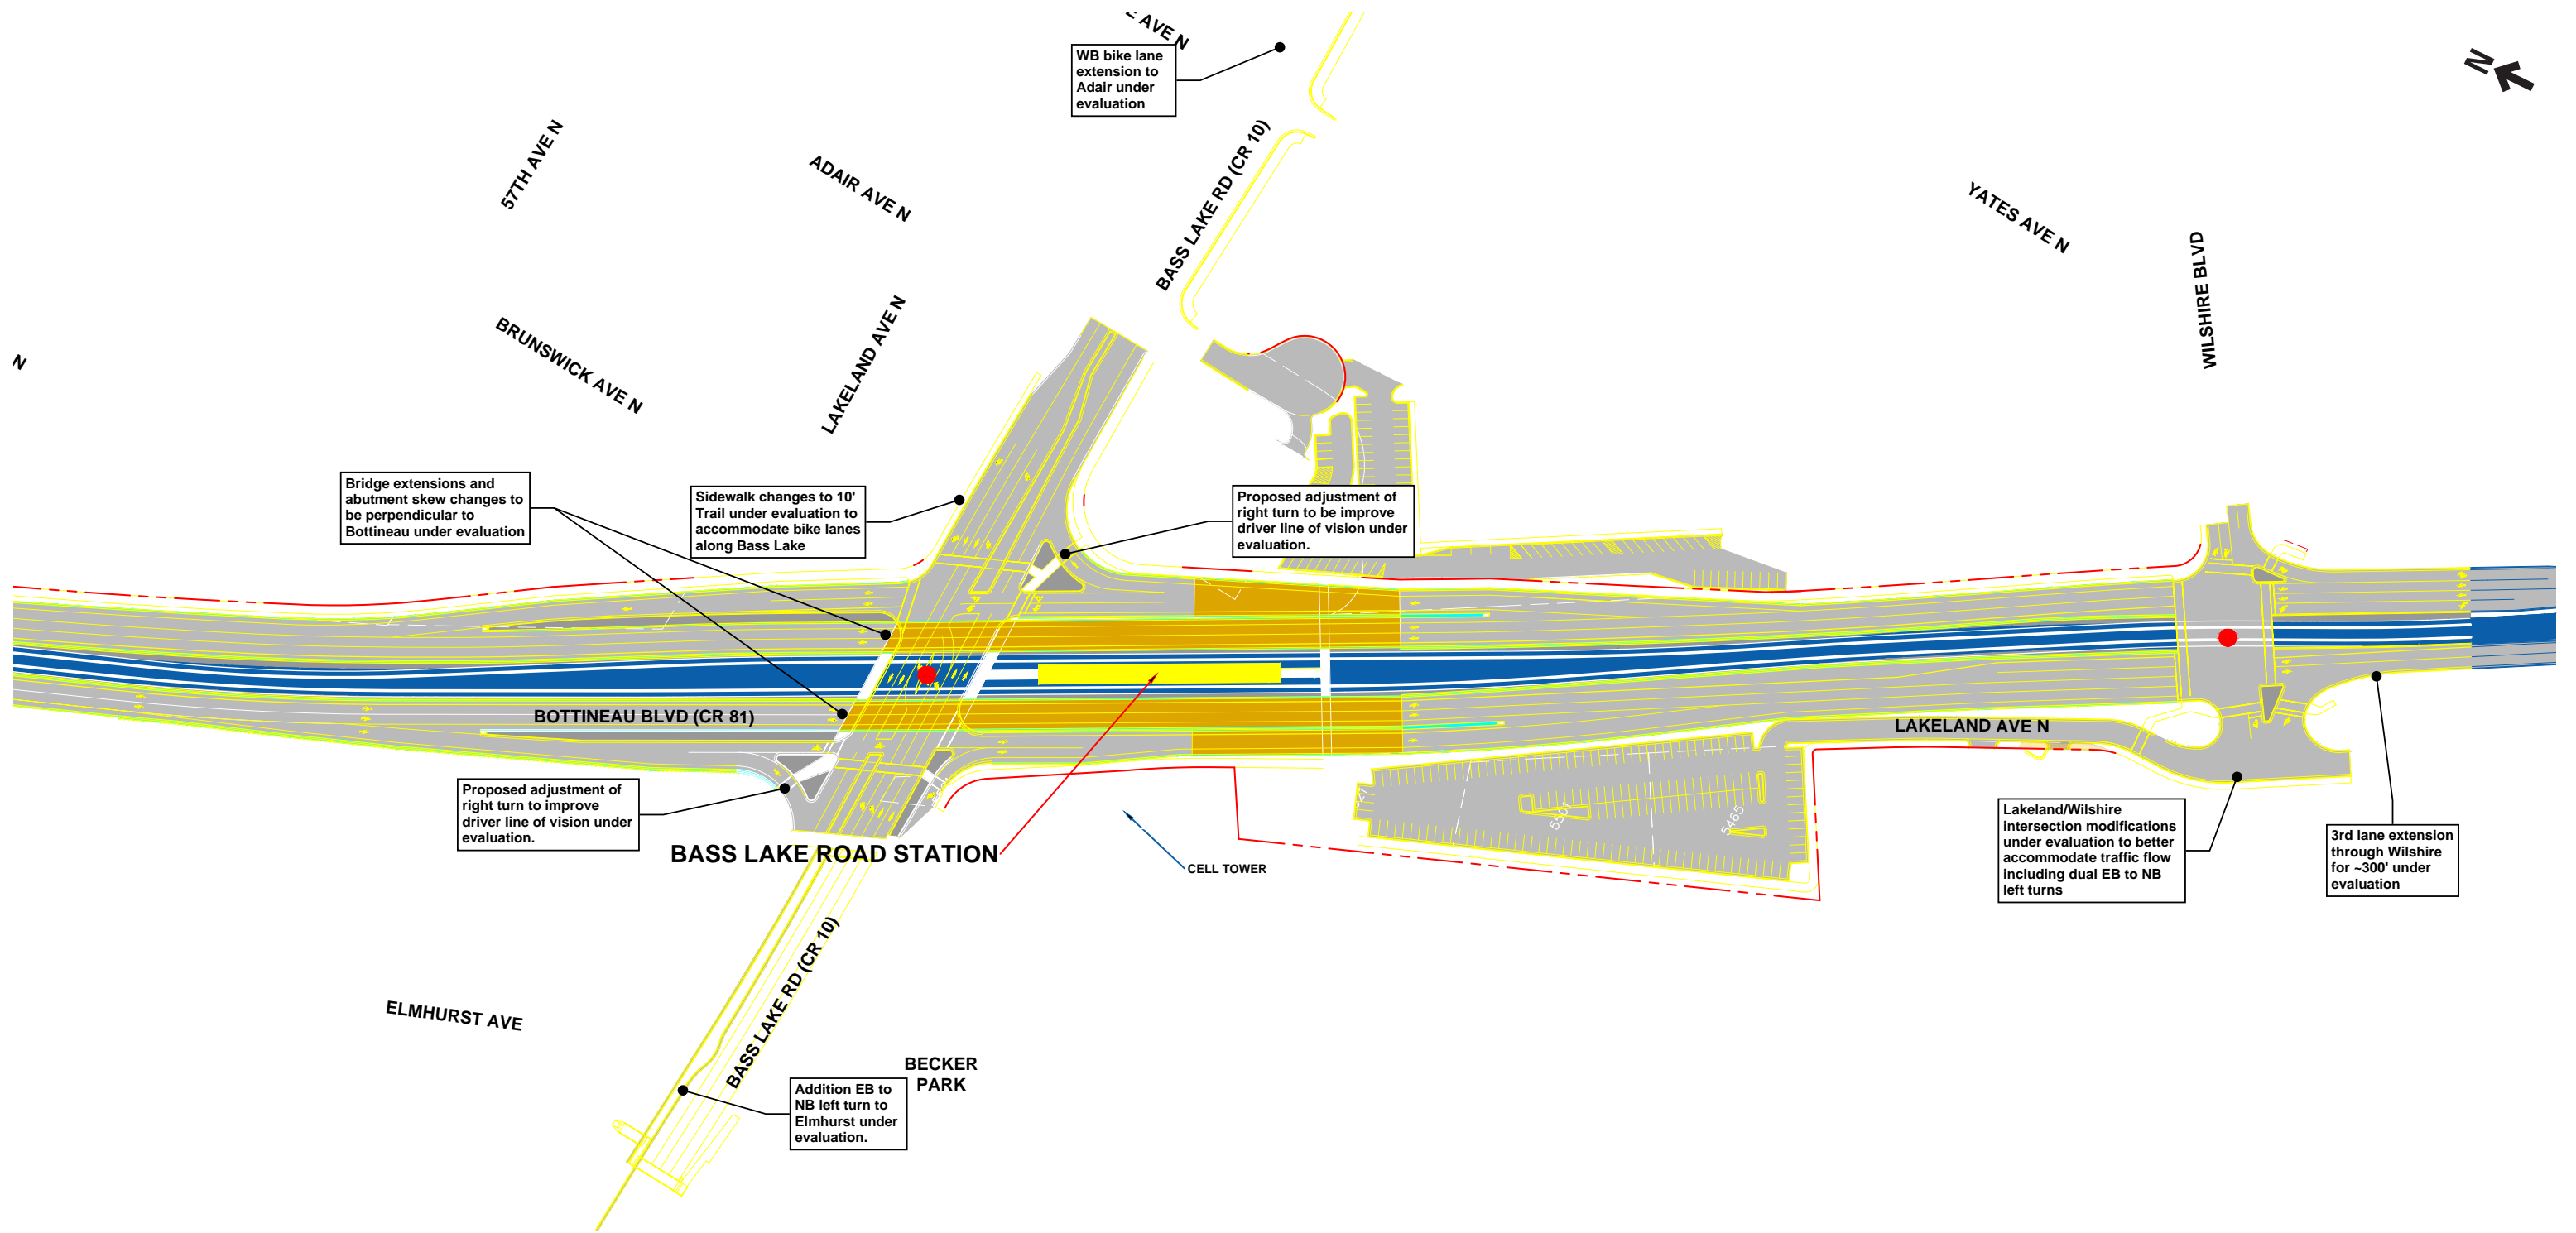 AVE N
WB bike lane
extension to
Adair under
evaluation
N
57TH AVE N
ADAIR AVE N
BASS LAKE RD (CR 10)
YATES AVE N
WILSHIRE BLVD
BRUNSWICK AVE N
LAKELAND AVE N
N
Bridge extensions and
abutment skew changes to
be perpendicular to
Bottineau under evaluation
Sidewalk changes to 10'
Trail under evaluation to
accommodate bike lanes
along Bass Lake
Proposed adjustment of
right turn to be improve
driver line of vision under
evaluation.
BOTTINEAU BLVD (CR 81)
LAKELAND AVE N
Proposed adjustment of
right turn to improve
driver line of vision under
evaluation.
BASS LAKE ROAD STATION
CELL TOWER
5501
5465
Lakeland/Wilshire
intersection modifications
under evaluation to better
accommodate traffic flow
including dual EB to NB
left turns
3rd lane extension
through Wilshire
for ~300' under
evaluation
BASS LAKE RD (CR 10)
ELMHURST AVE
BECKER
PARK
Addition EB to
NB left turn to
Elmhurst under
evaluation.